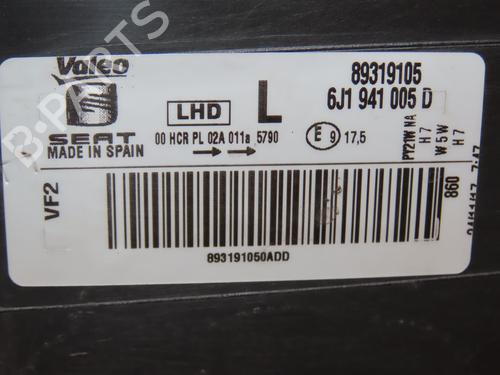 Valeo
SEAT
MADE IN SPAIN
LHD
L
00 HCR PL 02A 011a 5790
89319105
6J1 941 005 D
E 9 17,5
PY21W NA
H7
W5W
H7
VF2
860
893191050ADD
B-PARTS